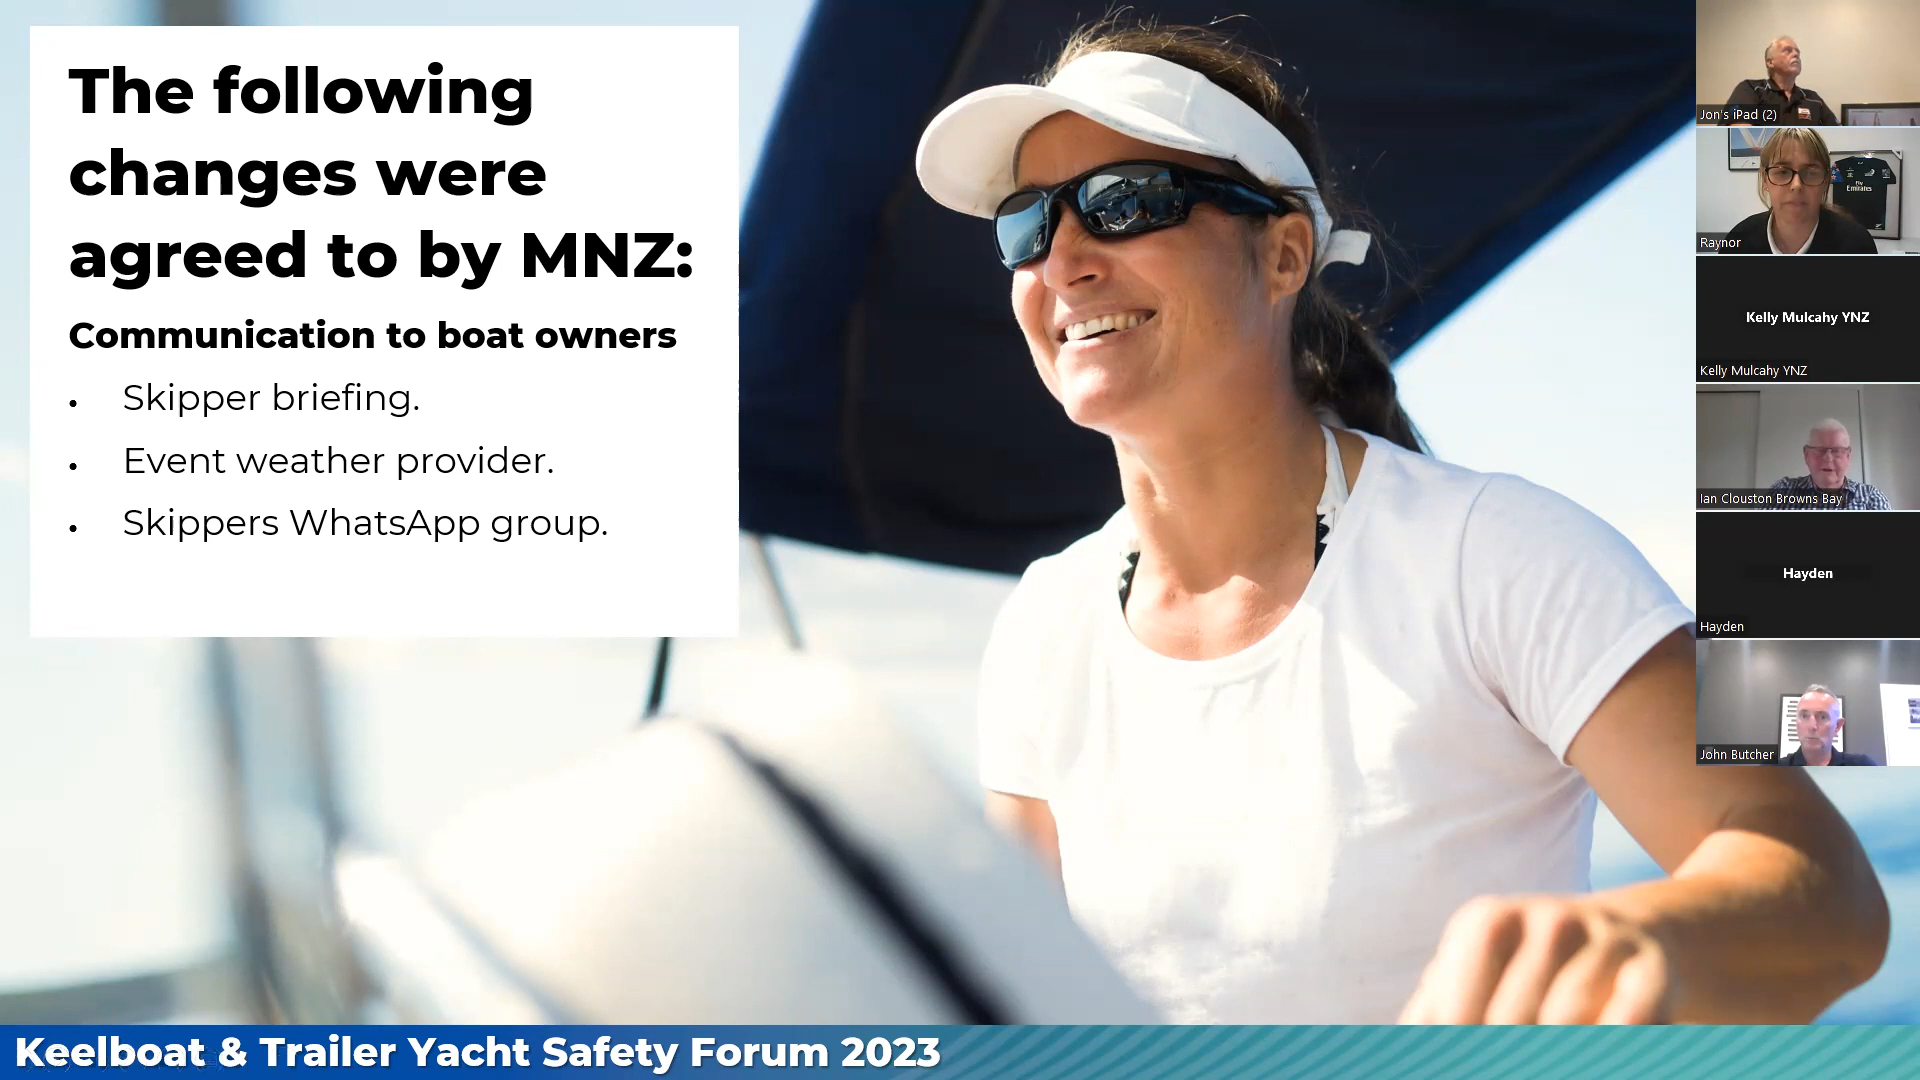 The following
changes were
agreed to by MNZ:
Communication to boat owners
• Skipper briefing.
• Event weather provider.
• Skippers WhatsApp group.
Keelboat & Trailer Yacht Safety Forum 2023
Jon's iPad (2)
Fly
Emirates
Raynor
Kelly Mulcahy YNZ
Kelly Mulcahy YNZ
Ian Clouston Browns Bay
Hayden
Hayden
John Butcher